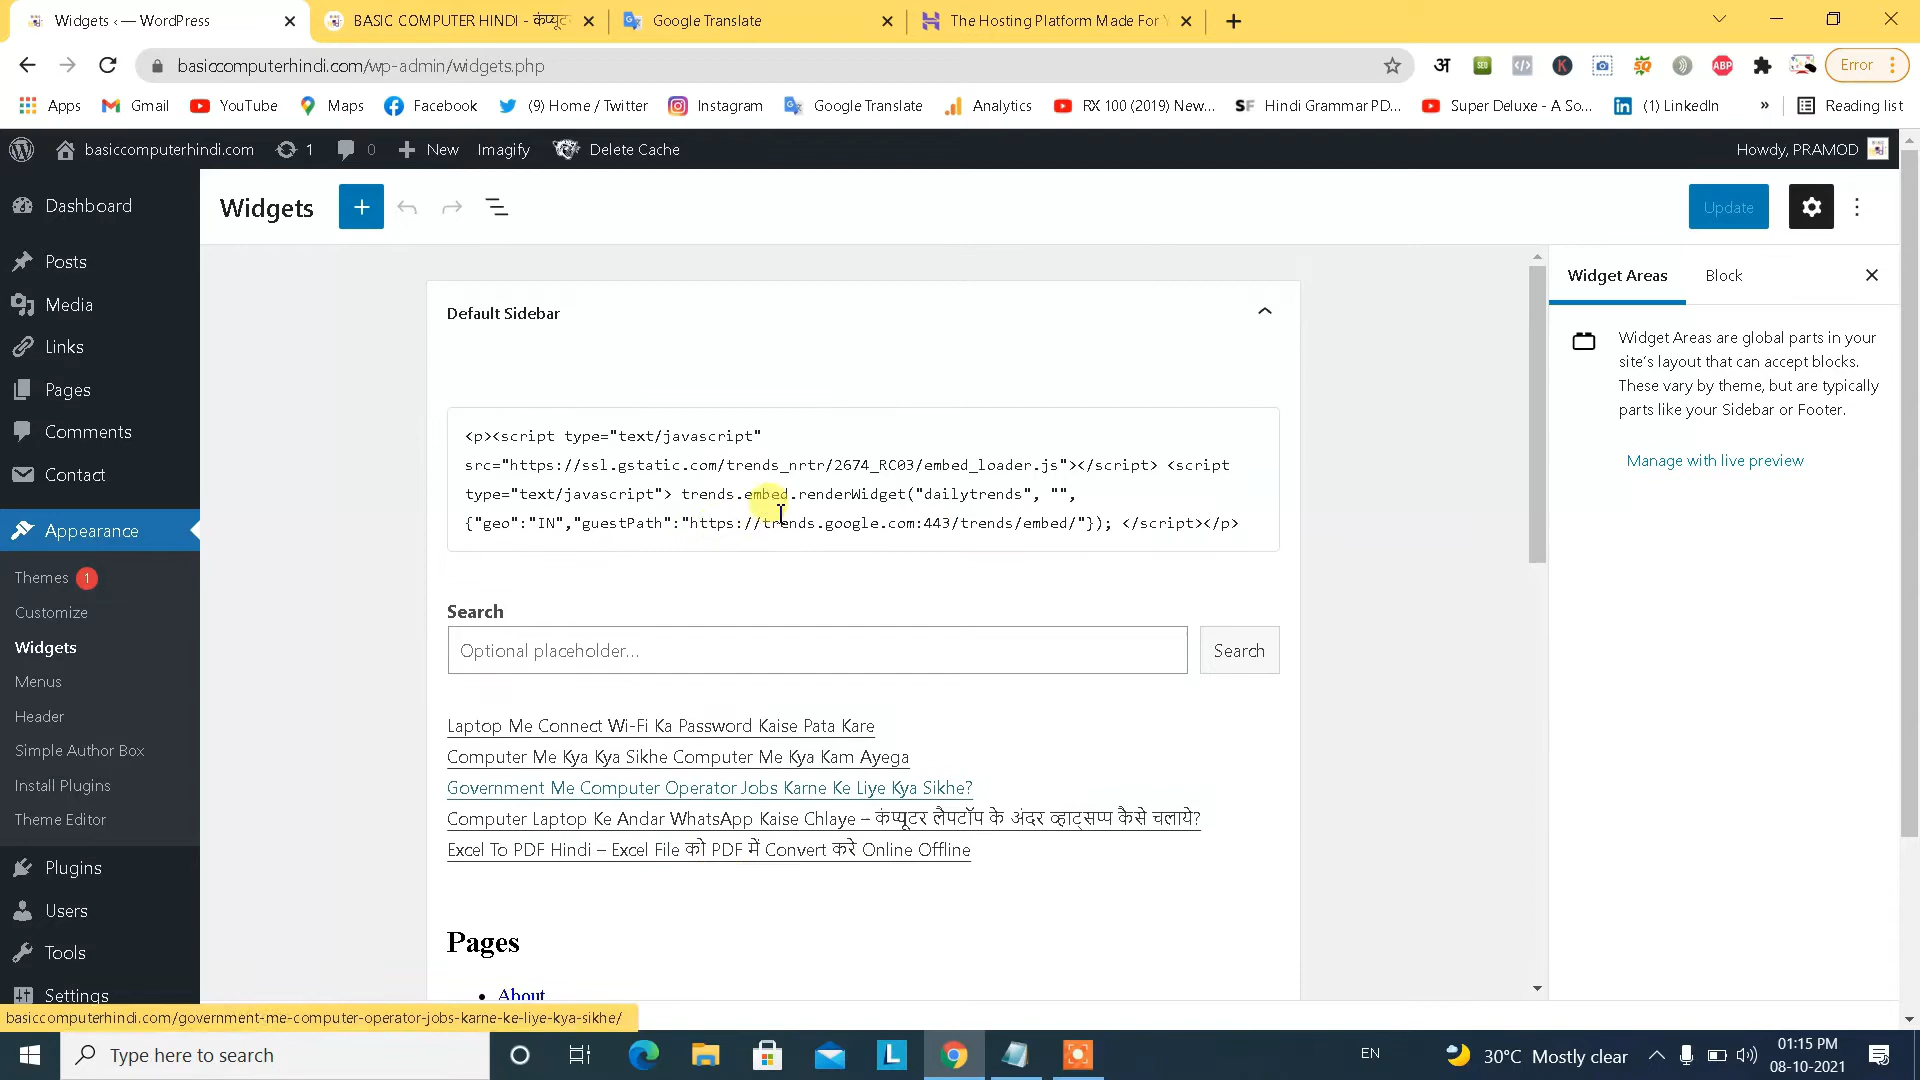 Widgets ‹ — WordPress
BASIC COMPUTER HINDI - कंप्यूट
Google Translate
The Hosting Platform Made For Y
basiccomputerhindi.com/wp-admin/widgets.php
अ
SEO
K
SQ
ABP
Error
Apps
Gmail
YouTube
Maps
Facebook
(9) Home / Twitter
Instagram
Google Translate
Analytics
RX 100 (2019) New...
SF Hindi Grammar PD...
Super Deluxe - A So...
(1) LinkedIn
»
Reading list
basiccomputerhindi.com
1
0
New
Imagify
Delete Cache
Howdy, PRAMOD
Dashboard
Posts
Media
Links
Pages
Comments
Contact
Appearance
Themes 1
Customize
Widgets
Menus
Header
Simple Author Box
Install Plugins
Theme Editor
Plugins
Users
Tools
Settings
Widgets
Update
Default Sidebar
<p><script type="text/javascript"
src="https://ssl.gstatic.com/trends_nrtr/2674_RC03/embed_loader.js"></script> <script
type="text/javascript"> trends.embed.renderWidget("dailytrends", "",
{"geo":"IN","guestPath":"https://trends.google.com:443/trends/embed/"}); </script></p>
Search
Optional placeholder...
Search
Laptop Me Connect Wi-Fi Ka Password Kaise Pata Kare
Computer Me Kya Kya Sikhe Computer Me Kya Kam Ayega
Government Me Computer Operator Jobs Karne Ke Liye Kya Sikhe?
Computer Laptop Ke Andar WhatsApp Kaise Chlaye – कंप्यूटर लैपटॉप के अंदर व्हाट्सप्प कैसे चलाये?
Excel To PDF Hindi – Excel File को PDF में Convert करे Online Offline
Pages
• About
Widget Areas
Block
Widget Areas are global parts in your
site's layout that can accept blocks.
These vary by theme, but are typically
parts like your Sidebar or Footer.
Manage with live preview
basiccomputerhindi.com/government-me-computer-operator-jobs-karne-ke-liye-kya-sikhe/
Type here to search
L
EN
30°C Mostly clear
01:15 PM
08-10-2021